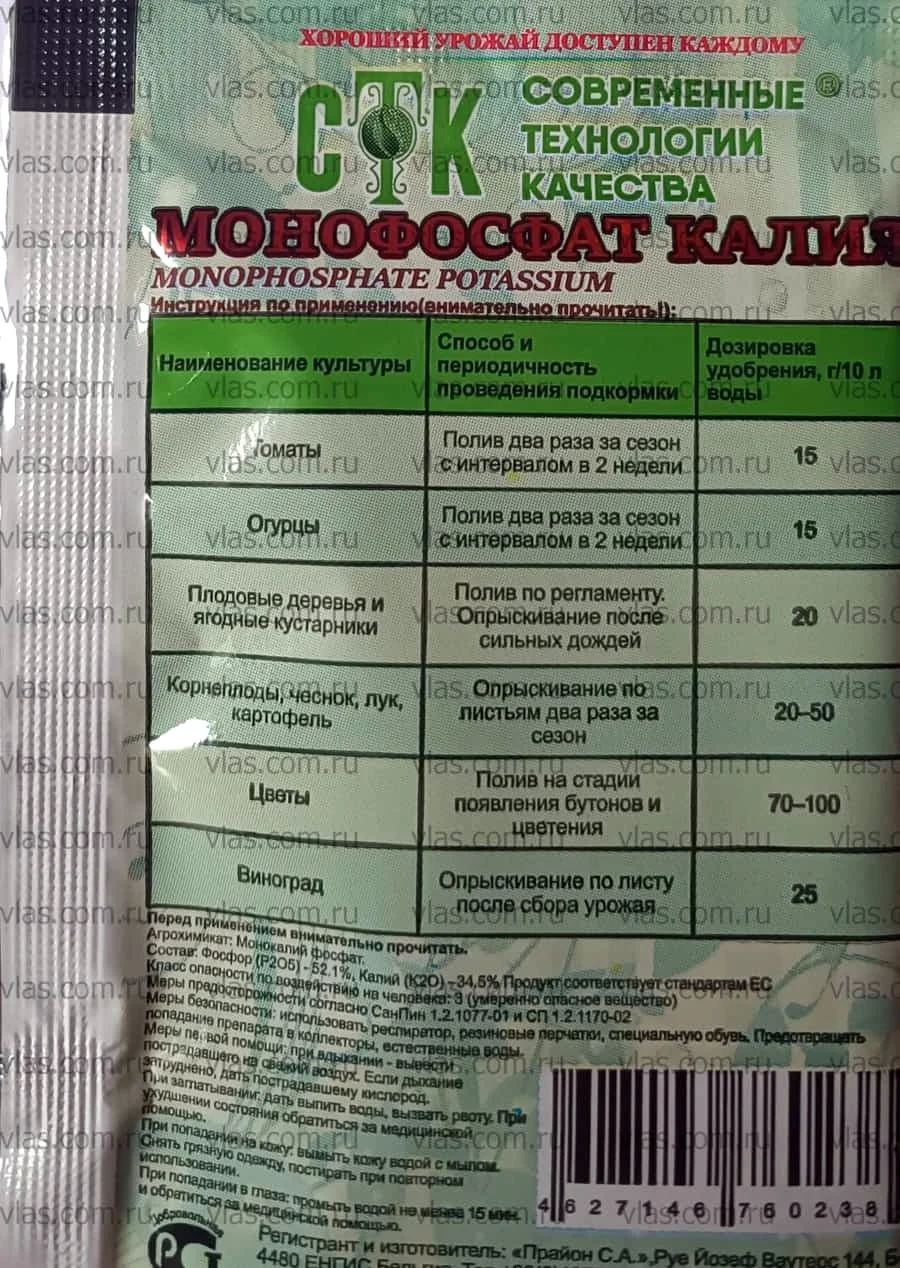 ХОРОШИЙ УРОЖАЙ ДОСТУПЕН КАЖДОМУ
СТК
СОВРЕМЕННЫЕ ®
ТЕХНОЛОГИИ
КАЧЕСТВА
МОНОФОСФАТ КАЛИЯ
MONOPHOSPHATE POTASSIUM
Инструкция по применению(внимательно прочитать!):
Наименование культуры
Способ и
периодичность
проведения подкормки
Дозировка
удобрения, г/10 л
воды
Томаты
Полив два раза за сезон
с интервалом в 2 недели
15
Огурцы
Полив два раза за сезон
с интервалом в 2 недели
15
Плодовые деревья и
ягодные кустарники
Полив по регламенту.
Опрыскивание после
сильных дождей
20
Корнеплоды, чеснок, лук,
картофель
Опрыскивание по
листьям два раза за
сезон
20–50
Цветы
Полив на стадии
появления бутонов и
цветения
70–100
Виноград
Опрыскивание по листу
после сбора урожая
25
Перед применением внимательно прочитать.
Агрохимикат: Монокалий фосфат.
Состав: Фосфор (P2O5) - 52.1%, Калий (K2O) - 34,5% Продукт соответствует стандартам ЕС
Класс опасности по воздействию на человека: 3 (умеренно опасное вещество)
Меры предосторожности согласно СанПин 1.2.1077-01 и СП 1.2.1170-02
Меры безопасности: использовать респиратор, резиновые перчатки, специальную обувь. Предотвращать
попадание препарата в коллекторы, естественные воды.
Меры первой помощи: при вдыхании - вывести
пострадавшего на свежий воздух. Если дыхание
затруднено, дать пострадавшему кислород.
При заглатывании: дать выпить воды, вызвать рвоту. При
ухудшении состояния обратиться за медицинской
помощью.
При попадании на кожу: вымыть кожу водой с мылом.
Снять грязную одежду, постирать при повторном
использовании.
При попадании в глаза: промыть водой не менее 15 мин.
и обратиться за медицинской помощью.
4 627146 760238
Регистрант и изготовитель: «Прайон С.А.»,Руе Йозеф Ваутерс 144,
4480 ЕНГИС
vlas.com.ru